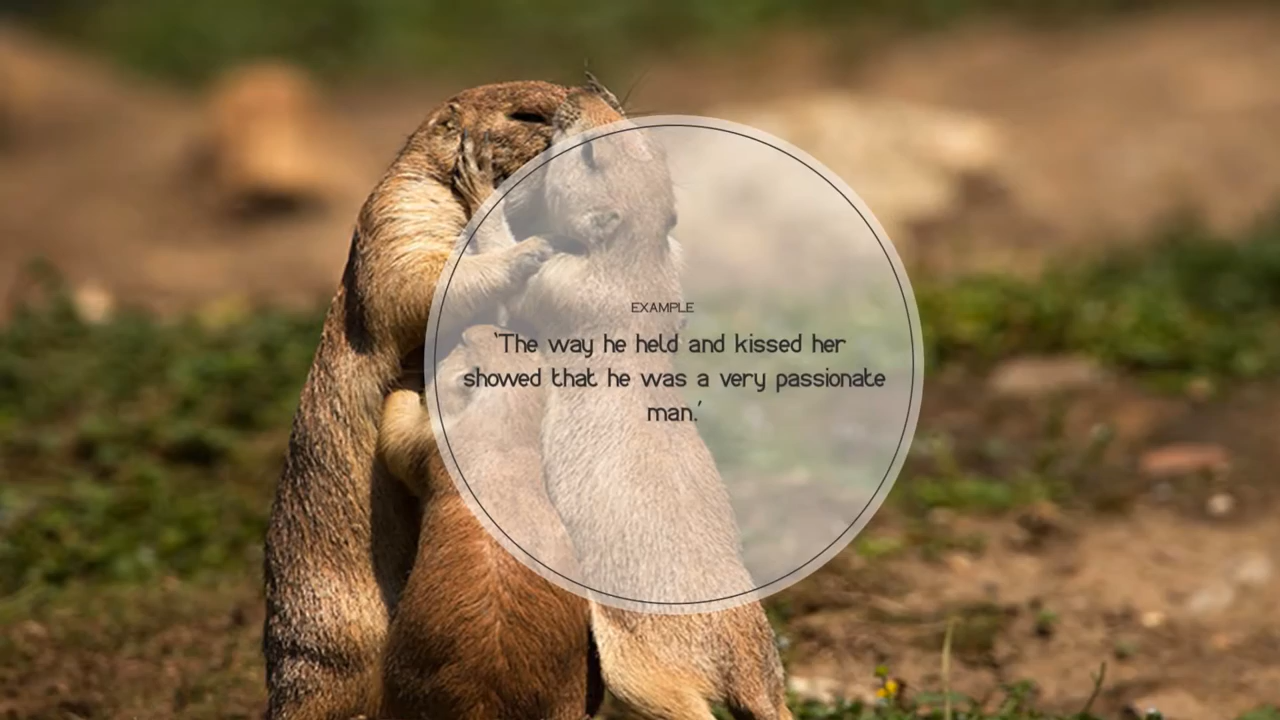 EXAMPLE
‘The way he held and kissed her
showed that he was a very passionate
man.’